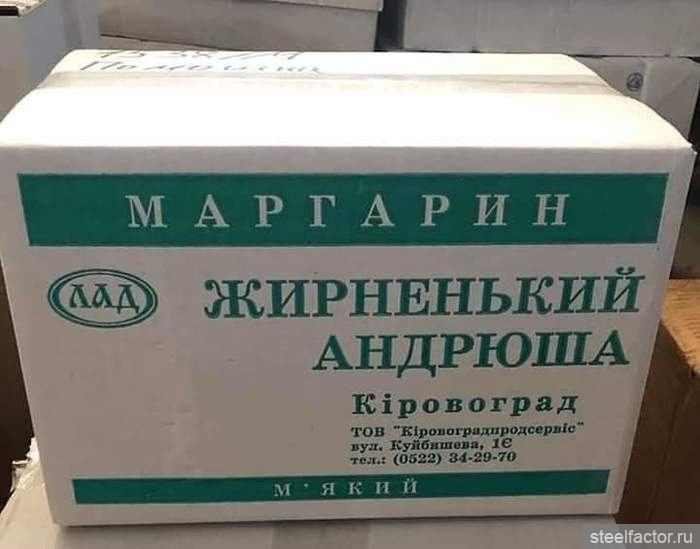 МАРГАРИН
ЛАД
ЖИРНЕНЬКИЙ
АНДРЮША
Кіровоград
ТОВ "Кіровоградпродсервіс"
вул. Куйбишева, 1Є
тел.: (0522) 34-29-70
М'ЯКИЙ
steelfactor.ru